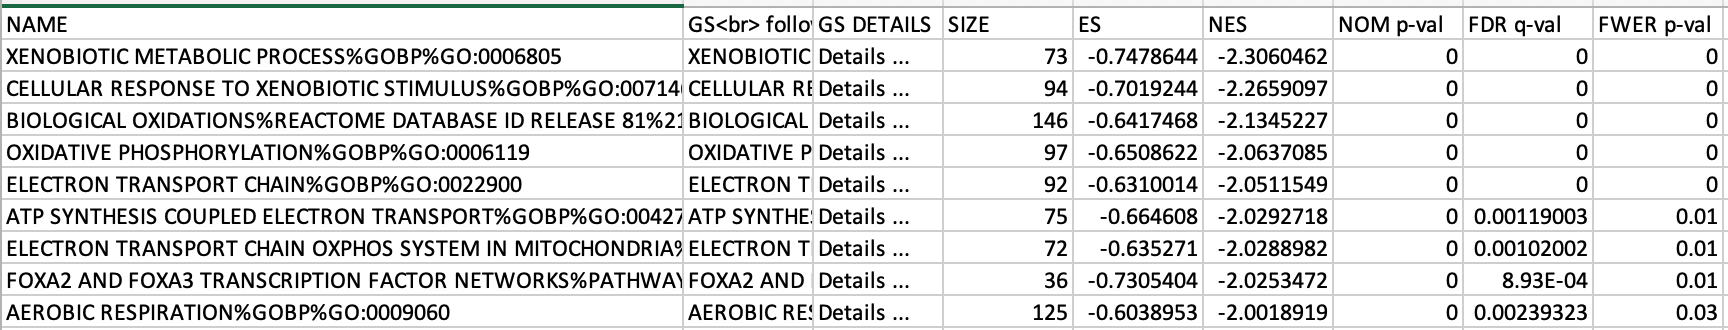 NAME GS<br> follow GS DETAILS SIZE ES NES NOM p-val FDR q-val FWER p-val
XENOBIOTIC METABOLIC PROCESS%GOBP%GO:0006805 XENOBIOTIC Details ... 73 -0.7478644 -2.3060462 0 0 0
CELLULAR RESPONSE TO XENOBIOTIC STIMULUS%GOBP%GO:00714 CELLULAR RE Details ... 94 -0.7019244 -2.2659097 0 0 0
BIOLOGICAL OXIDATIONS%REACTOME DATABASE ID RELEASE 81%21 BIOLOGICAL Details ... 146 -0.6417468 -2.1345227 0 0 0
OXIDATIVE PHOSPHORYLATION%GOBP%GO:0006119 OXIDATIVE P Details ... 97 -0.6508622 -2.0637085 0 0 0
ELECTRON TRANSPORT CHAIN%GOBP%GO:0022900 ELECTRON T Details ... 92 -0.6310014 -2.0511549 0 0 0
ATP SYNTHESIS COUPLED ELECTRON TRANSPORT%GOBP%GO:00427 ATP SYNTHE Details ... 75 -0.664608 -2.0292718 0 0.00119003 0.01
ELECTRON TRANSPORT CHAIN OXPHOS SYSTEM IN MITOCHONDRIA% ELECTRON T Details ... 72 -0.635271 -2.0288982 0 0.00102002 0.01
FOXA2 AND FOXA3 TRANSCRIPTION FACTOR NETWORKS%PATHWAY FOXA2 AND Details ... 36 -0.7305404 -2.0253472 0 8.93E-04 0.01
AEROBIC RESPIRATION%GOBP%GO:0009060 AEROBIC RES Details ... 125 -0.6038953 -2.0018919 0 0.00239323 0.03